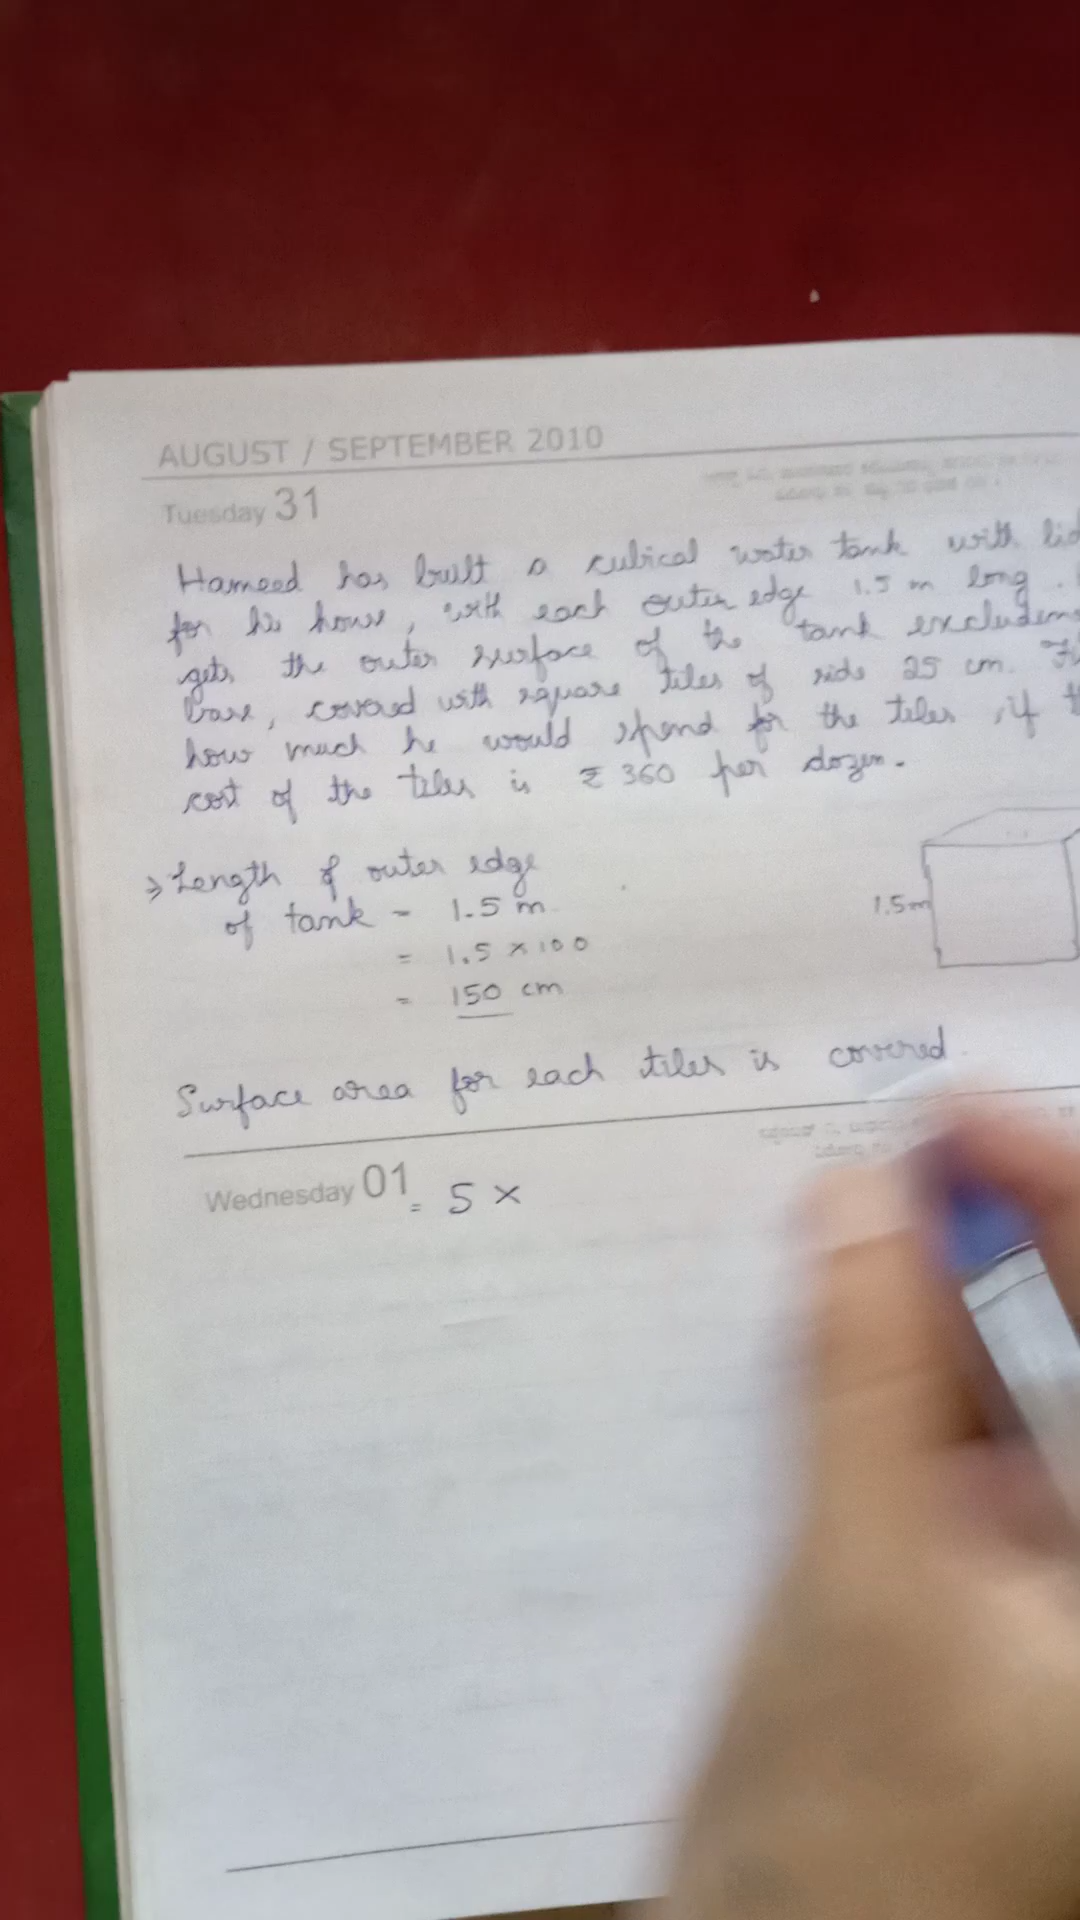 AUGUST / SEPTEMBER 2010
Tuesday 31
Hameed has built a cubical water tank with lid
for his house, with each outer edge 1.5 m long.
gets the outer surface of the tank excluding
base, covered with square tiles of side 25 cm.
how much he would spend for the tiles, if
cost of the tiles is ₹ 360 per dozen.
→ Length of outer edge
of tank = 1.5 m
= 1.5 × 100
= 150 cm
1.5m
Surface area for each tiles is covered
Wednesday 01
= 5 ×